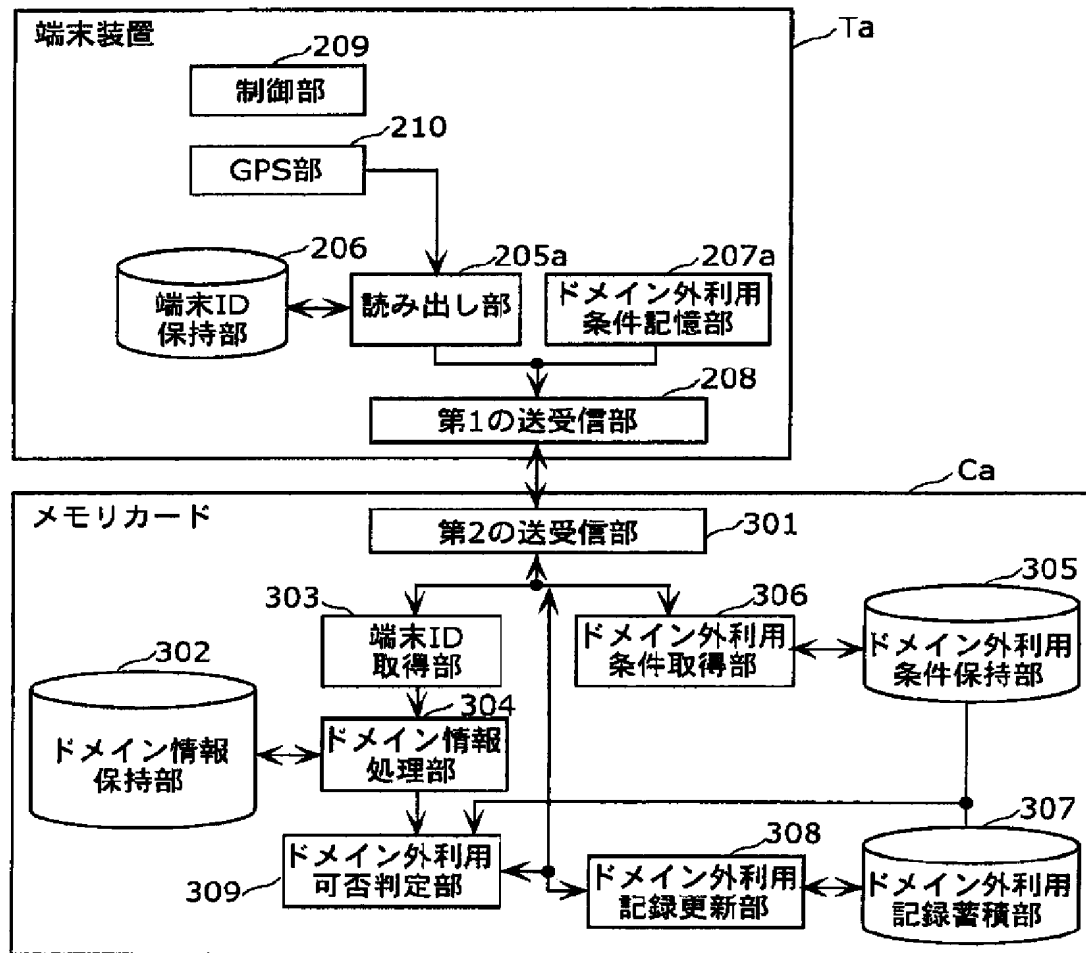 端末装置
Ta
209
制御部
210
GPS部
206
端末ID
保持部
205a
読み出し部
207a
ドメイン外利用
条件記憶部
208
第1の送受信部
Ca
メモリカード
第2の送受信部
301
303
端末ID
取得部
306
ドメイン外利用
条件取得部
305
ドメイン外利用
条件保持部
302
ドメイン情報
保持部
304
ドメイン情報
処理部
309
ドメイン外利用
可否判定部
308
ドメイン外利用
記録更新部
307
ドメイン外利用
記録蓄積部